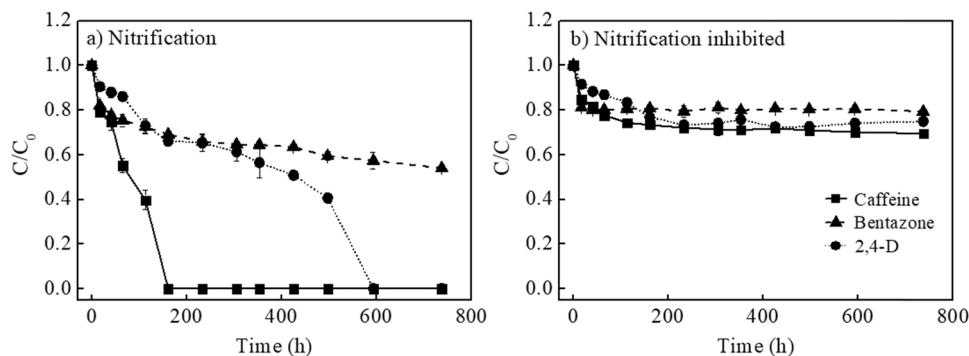 a) Nitrification
1.2
1.0
0.8
0.6
0.4
0.2
0.0
C/C0
0 200 400 600 800
Time (h)
b) Nitrification inhibited
1.2
1.0
0.8
0.6
0.4
0.2
0.0
C/C0
Caffeine
Bentazone
2,4-D
0 200 400 600 800
Time (h)